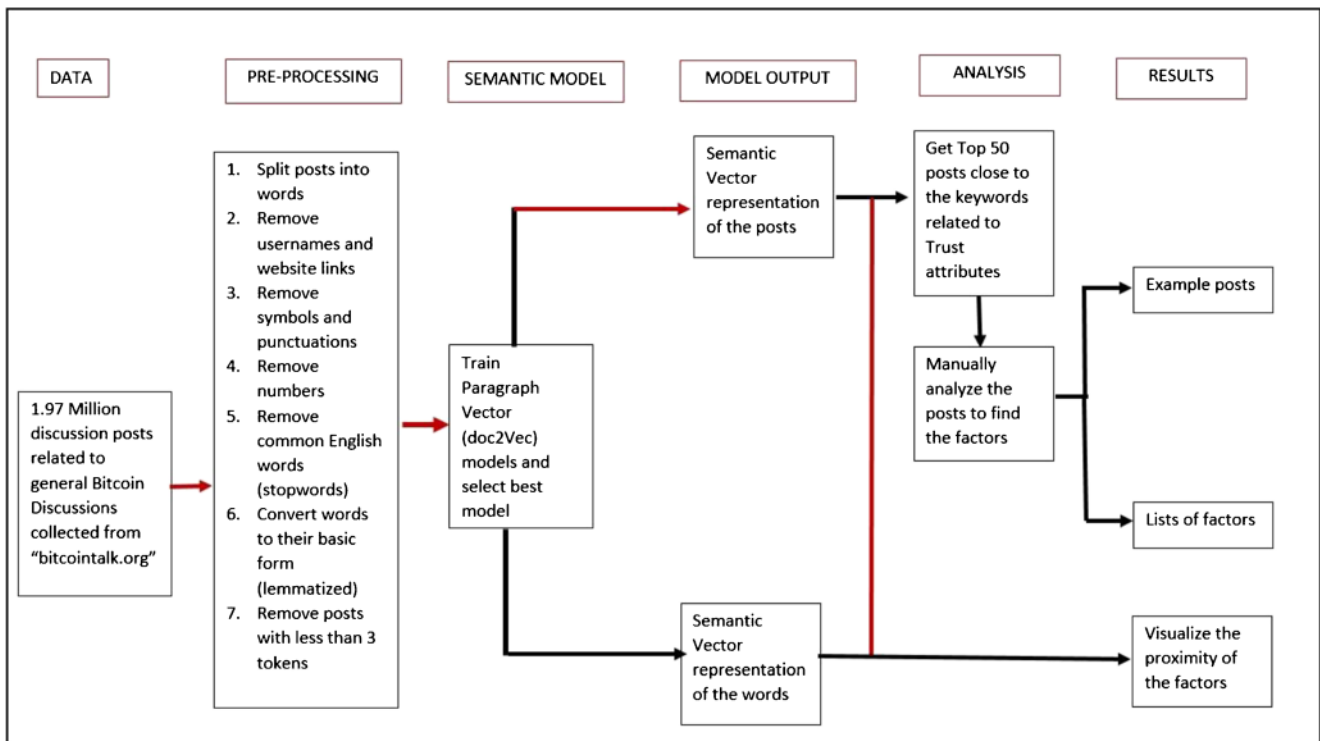 DATA
PRE-PROCESSING
SEMANTIC MODEL
MODEL OUTPUT
ANALYSIS
RESULTS
1.97 Million
discussion posts
related to
general Bitcoin
Discussions
collected from
“bitcointalk.org”
1. Split posts into
words
2. Remove
usernames and
website links
3. Remove
symbols and
punctuations
4. Remove
numbers
5. Remove
common English
words
(stopwords)
6. Convert words
to their basic
form
(lemmatized)
7. Remove posts
with less than 3
tokens
Train
Paragraph
Vector
(doc2Vec)
models and
select best
model
Semantic
Vector
representation
of the posts
Semantic
Vector
representation
of the words
Get Top 50
posts close to
the keywords
related to
Trust
attributes
Manually
analyze the
posts to find
the factors
Example posts
Lists of factors
Visualize the
proximity of
the factors